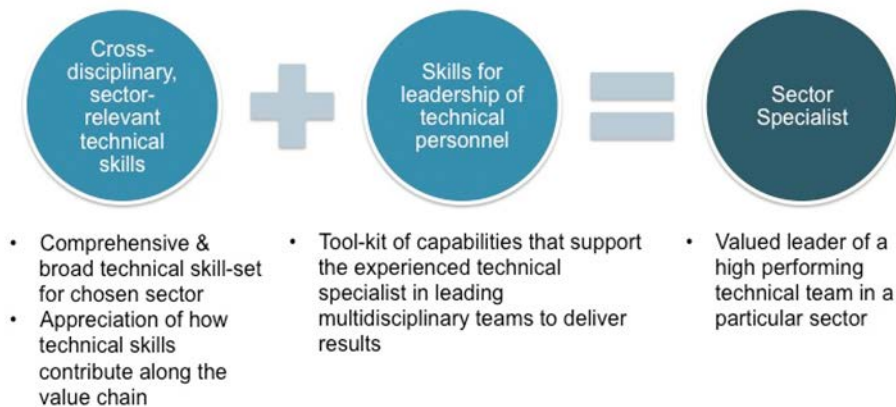 Cross-
disciplinary,
sector-
relevant
technical
skills
Skills for
leadership of
technical
personnel
Sector
Specialist
• Comprehensive &
broad technical skill-set
for chosen sector
• Appreciation of how
technical skills
contribute along the
value chain
• Tool-kit of capabilities that support
the experienced technical
specialist in leading
multidisciplinary teams to deliver
results
• Valued leader of a
high performing
technical team in a
particular sector